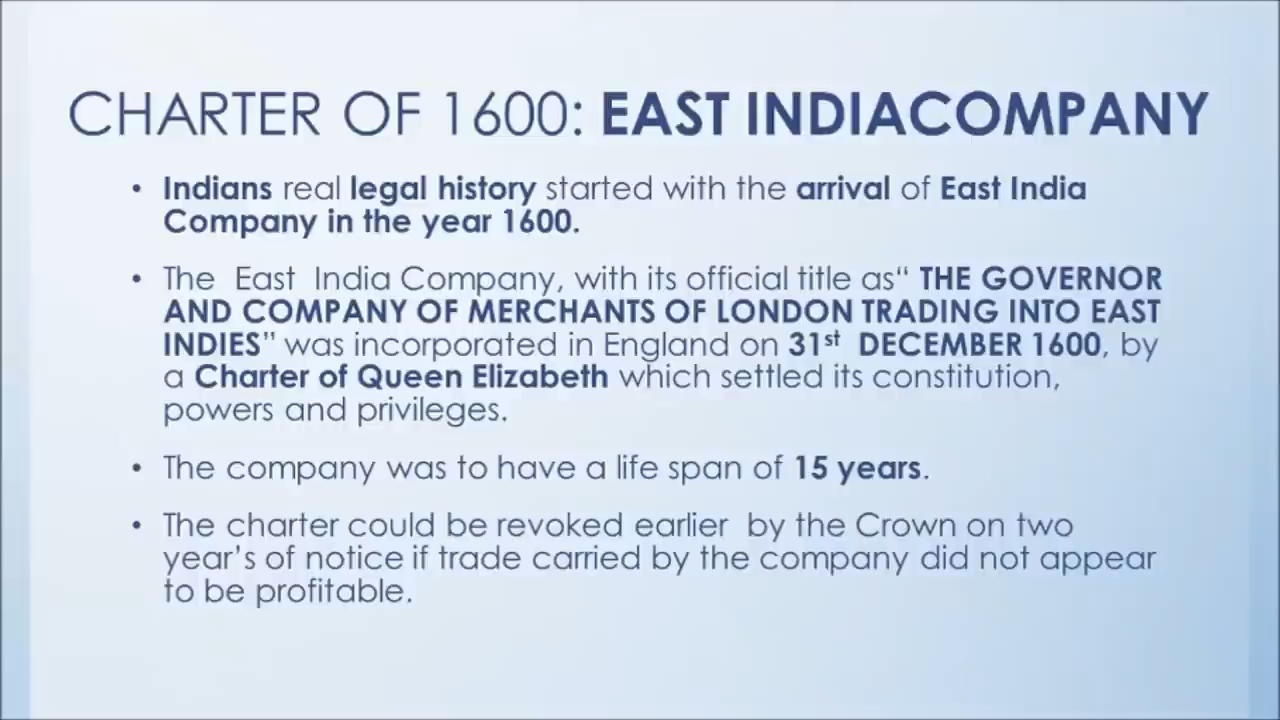 CHARTER OF 1600: EAST INDIACOMPANY
• Indians real legal history started with the arrival of East India
Company in the year 1600.
• The East India Company, with its official title as“ THE GOVERNOR
AND COMPANY OF MERCHANTS OF LONDON TRADING INTO EAST
INDIES” was incorporated in England on 31st DECEMBER 1600, by
a Charter of Queen Elizabeth which settled its constitution,
powers and privileges.
• The company was to have a life span of 15 years.
• The charter could be revoked earlier by the Crown on two
year’s of notice if trade carried by the company did not appear
to be profitable.